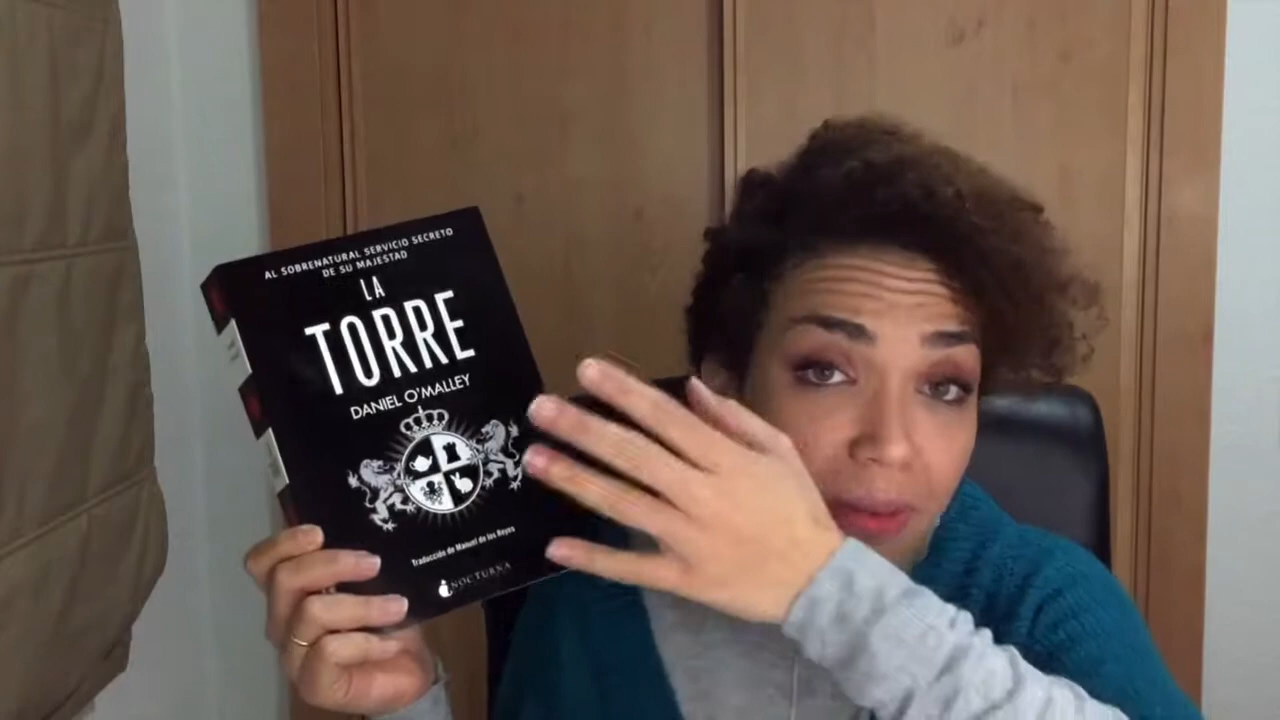 AL SOBRENATURAL SERVICIO SECRETO
DE SU MAJESTAD
LA
TORRE
DANIEL O'MALLEY
Traducción de Manuel de los Reyes
NOCTURNA